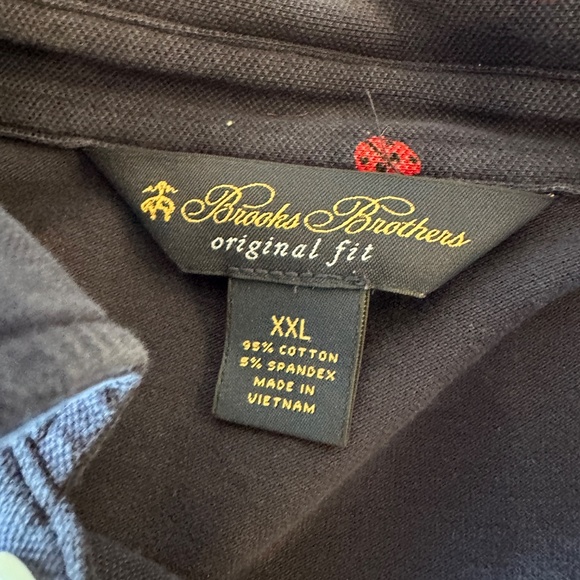 Brooks Brothers
original fit
XXL
95% COTTON
5% SPANDEX
MADE IN
VIETNAM